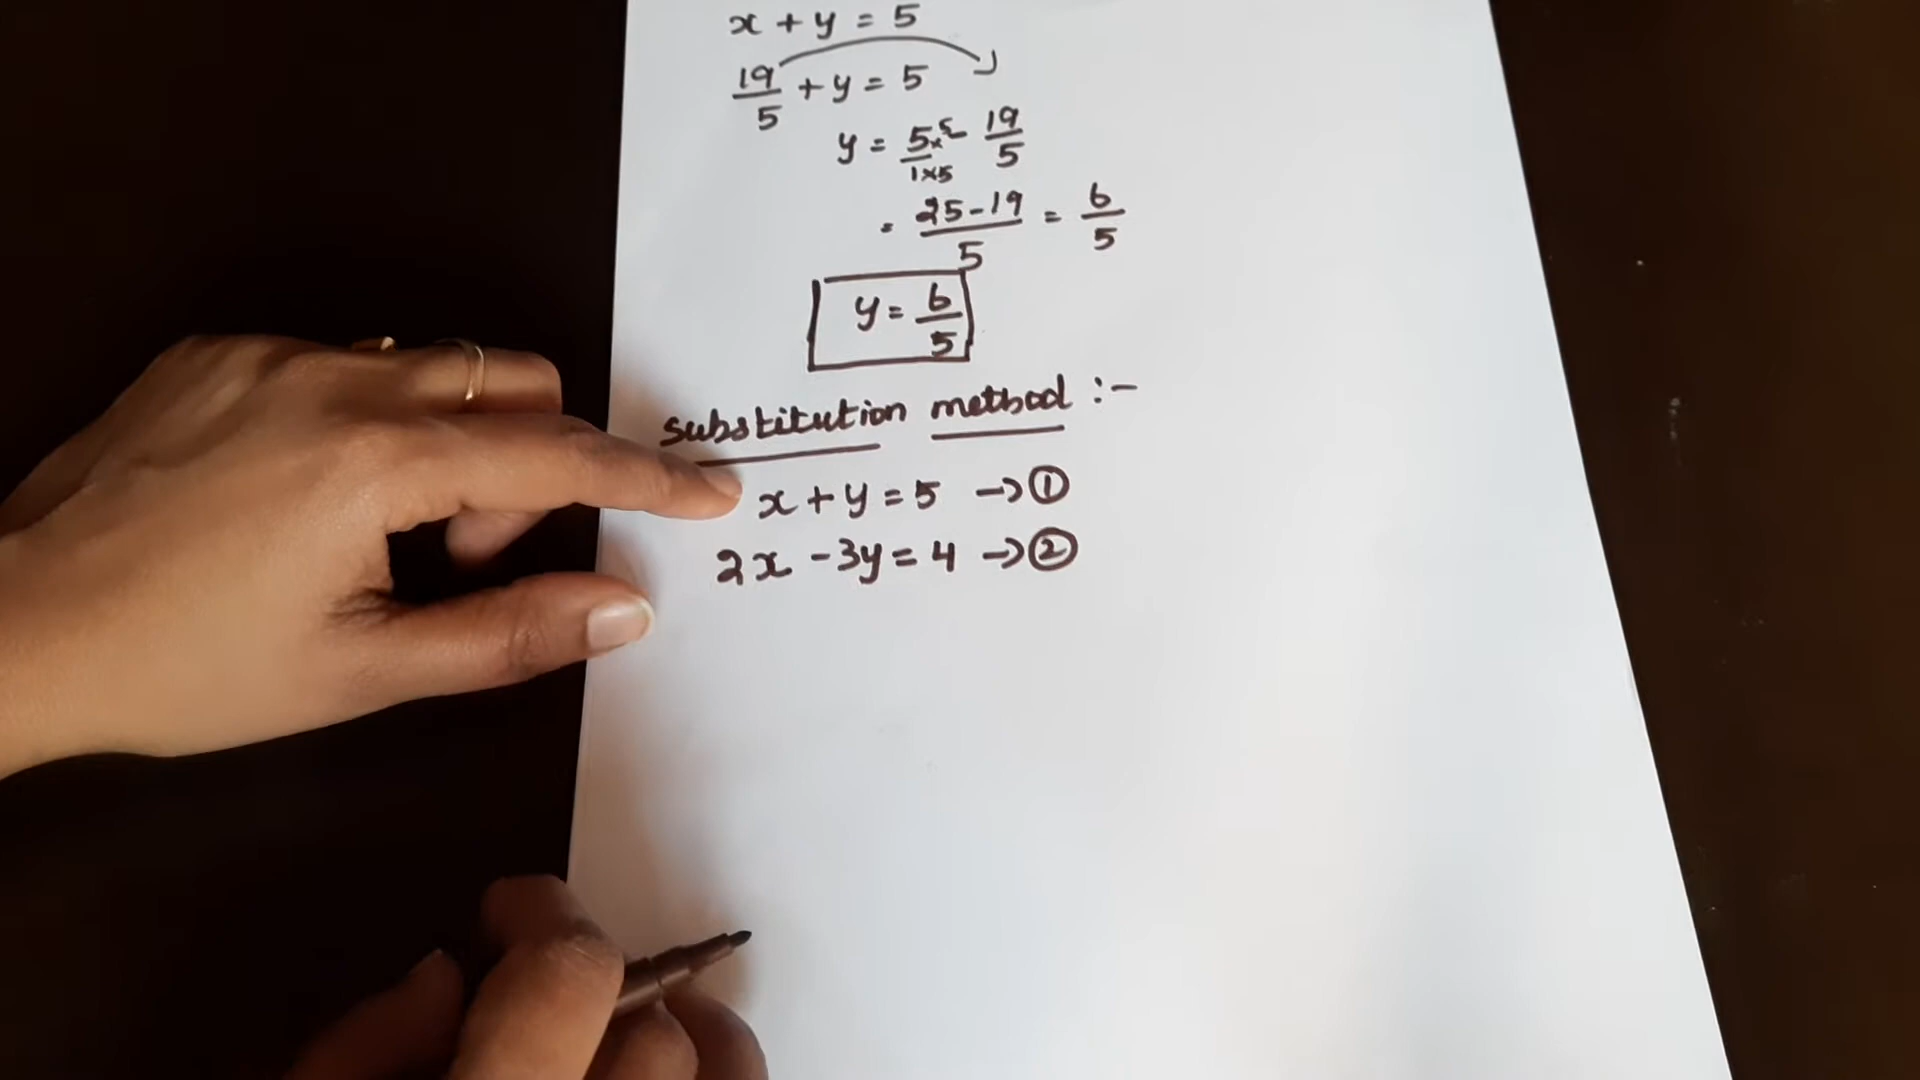 x + y = 5
19/5 + y = 5
y = 5×5/1×5 - 19/5
= 25-19/5 = 6/5
y = 6/5
substitution method :-
x + y = 5 → ①
2x - 3y = 4 → ②